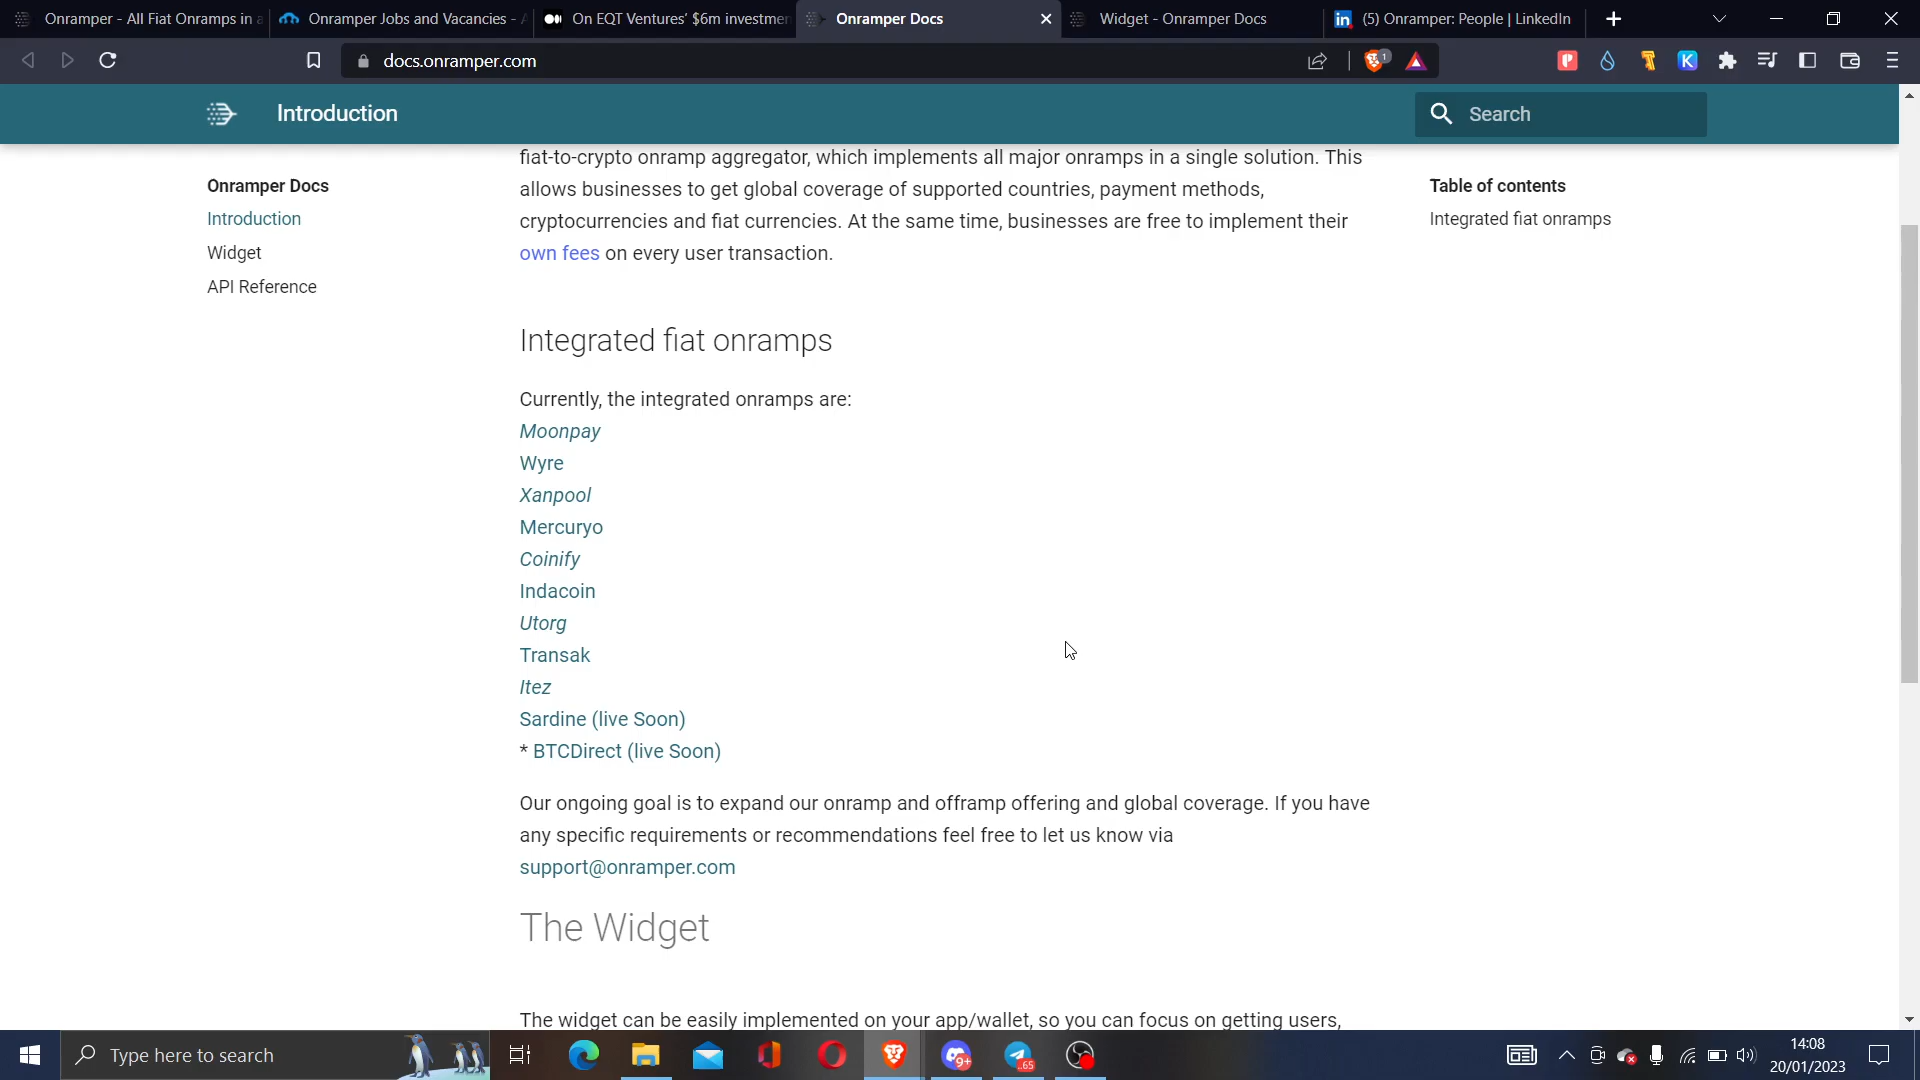 Onramper - All Fiat Onramps in a
Onramper Jobs and Vacancies - A
On EQT Ventures’ $6m investmen
Onramper Docs
Widget - Onramper Docs
(5) Onramper: People | LinkedIn
docs.onramper.com
1
Introduction
Search
Onramper Docs
Introduction
Widget
API Reference
fiat-to-crypto onramp aggregator, which implements all major onramps in a single solution. This
allows businesses to get global coverage of supported countries, payment methods,
cryptocurrencies and fiat currencies. At the same time, businesses are free to implement their
own fees on every user transaction.
Integrated fiat onramps
Currently, the integrated onramps are:
Moonpay
Wyre
Xanpool
Mercuryo
Coinify
Indacoin
Utorg
Transak
Itez
Sardine (live Soon)
* BTCDirect (live Soon)
Our ongoing goal is to expand our onramp and offramp offering and global coverage. If you have
any specific requirements or recommendations feel free to let us know via
support@onramper.com
The Widget
The widget can be easily implemented on your app/wallet, so you can focus on getting users,
Table of contents
Integrated fiat onramps
Type here to search
9+
..65
14:08
20/01/2023